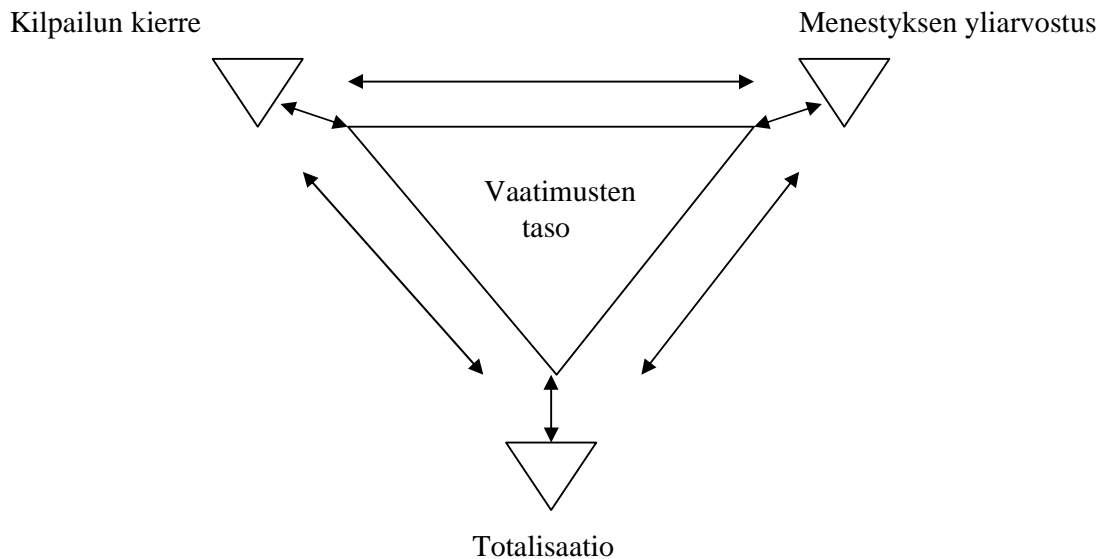 Kilpailun kierre
Menestyksen yliarvostus
Vaatimusten
taso
Totalisaatio